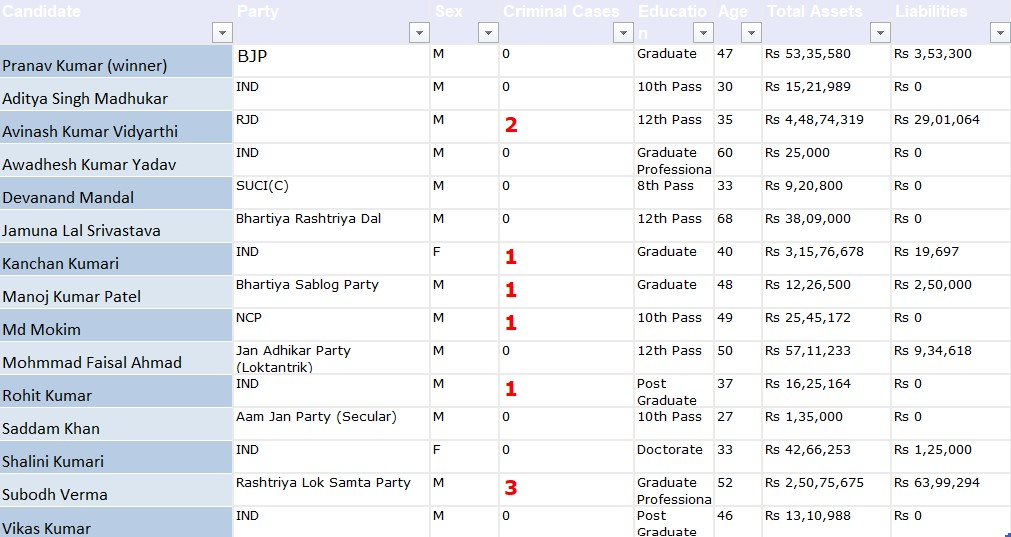 Candidate Party Sex Criminal Cases Educatio Age Total Assets Liabilities
n
Pranav Kumar (winner) BJP M 0 Graduate 47 Rs 53,35,580 Rs 3,53,300
Aditya Singh Madhukar IND M 0 10th Pass 30 Rs 15,21,989 Rs 0
Avinash Kumar Vidyarthi RJD M 2 12th Pass 35 Rs 4,48,74,319 Rs 29,01,064
Awadhesh Kumar Yadav IND M 0 Graduate 60 Rs 25,000 Rs 0
Professiona
Devanand Mandal SUCI(C) M 0 8th Pass 33 Rs 9,20,800 Rs 0
Jamuna Lal Srivastava Bhartiya Rashtriya Dal M 0 12th Pass 68 Rs 38,09,000 Rs 0
Kanchan Kumari IND F 1 Graduate 40 Rs 3,15,76,678 Rs 19,697
Manoj Kumar Patel Bhartiya Sablog Party M 1 Graduate 48 Rs 12,26,500 Rs 2,50,000
Md Mokim NCP M 1 10th Pass 49 Rs 25,45,172 Rs 0
Mohmmad Faisal Ahmad Jan Adhikar Party M 0 12th Pass 50 Rs 57,11,233 Rs 9,34,618
(Loktantrik)
Rohit Kumar IND M 1 Post 37 Rs 16,25,164 Rs 0
Graduate
Saddam Khan Aam Jan Party (Secular) M 0 10th Pass 27 Rs 1,35,000 Rs 0
Shalini Kumari IND F 0 Doctorate 33 Rs 42,66,253 Rs 1,25,000
Subodh Verma Rashtriya Lok Samta Party M 3 Graduate 52 Rs 2,50,75,675 Rs 63,99,294
Professiona
Vikas Kumar IND M 0 Post 46 Rs 13,10,988 Rs 0
Graduate